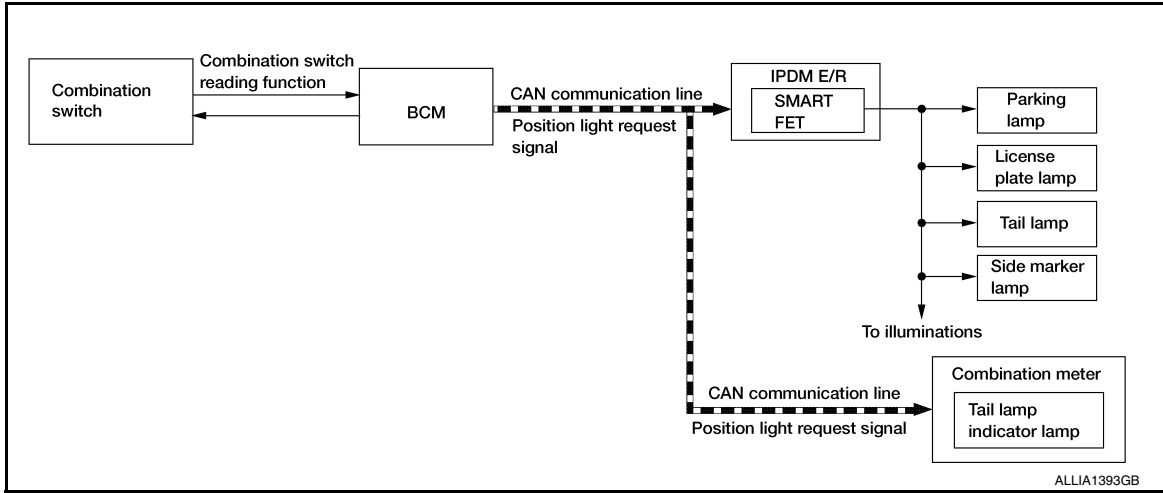 Combination
switch
Combination switch
reading function
BCM
CAN communication line
Position light request
signal
IPDM E/R
SMART
FET
Parking
lamp
License
plate lamp
Tail lamp
Side marker
lamp
To illuminations
CAN communication line
Position light request signal
Combination meter
Tail lamp
indicator lamp
ALLIA1393GB